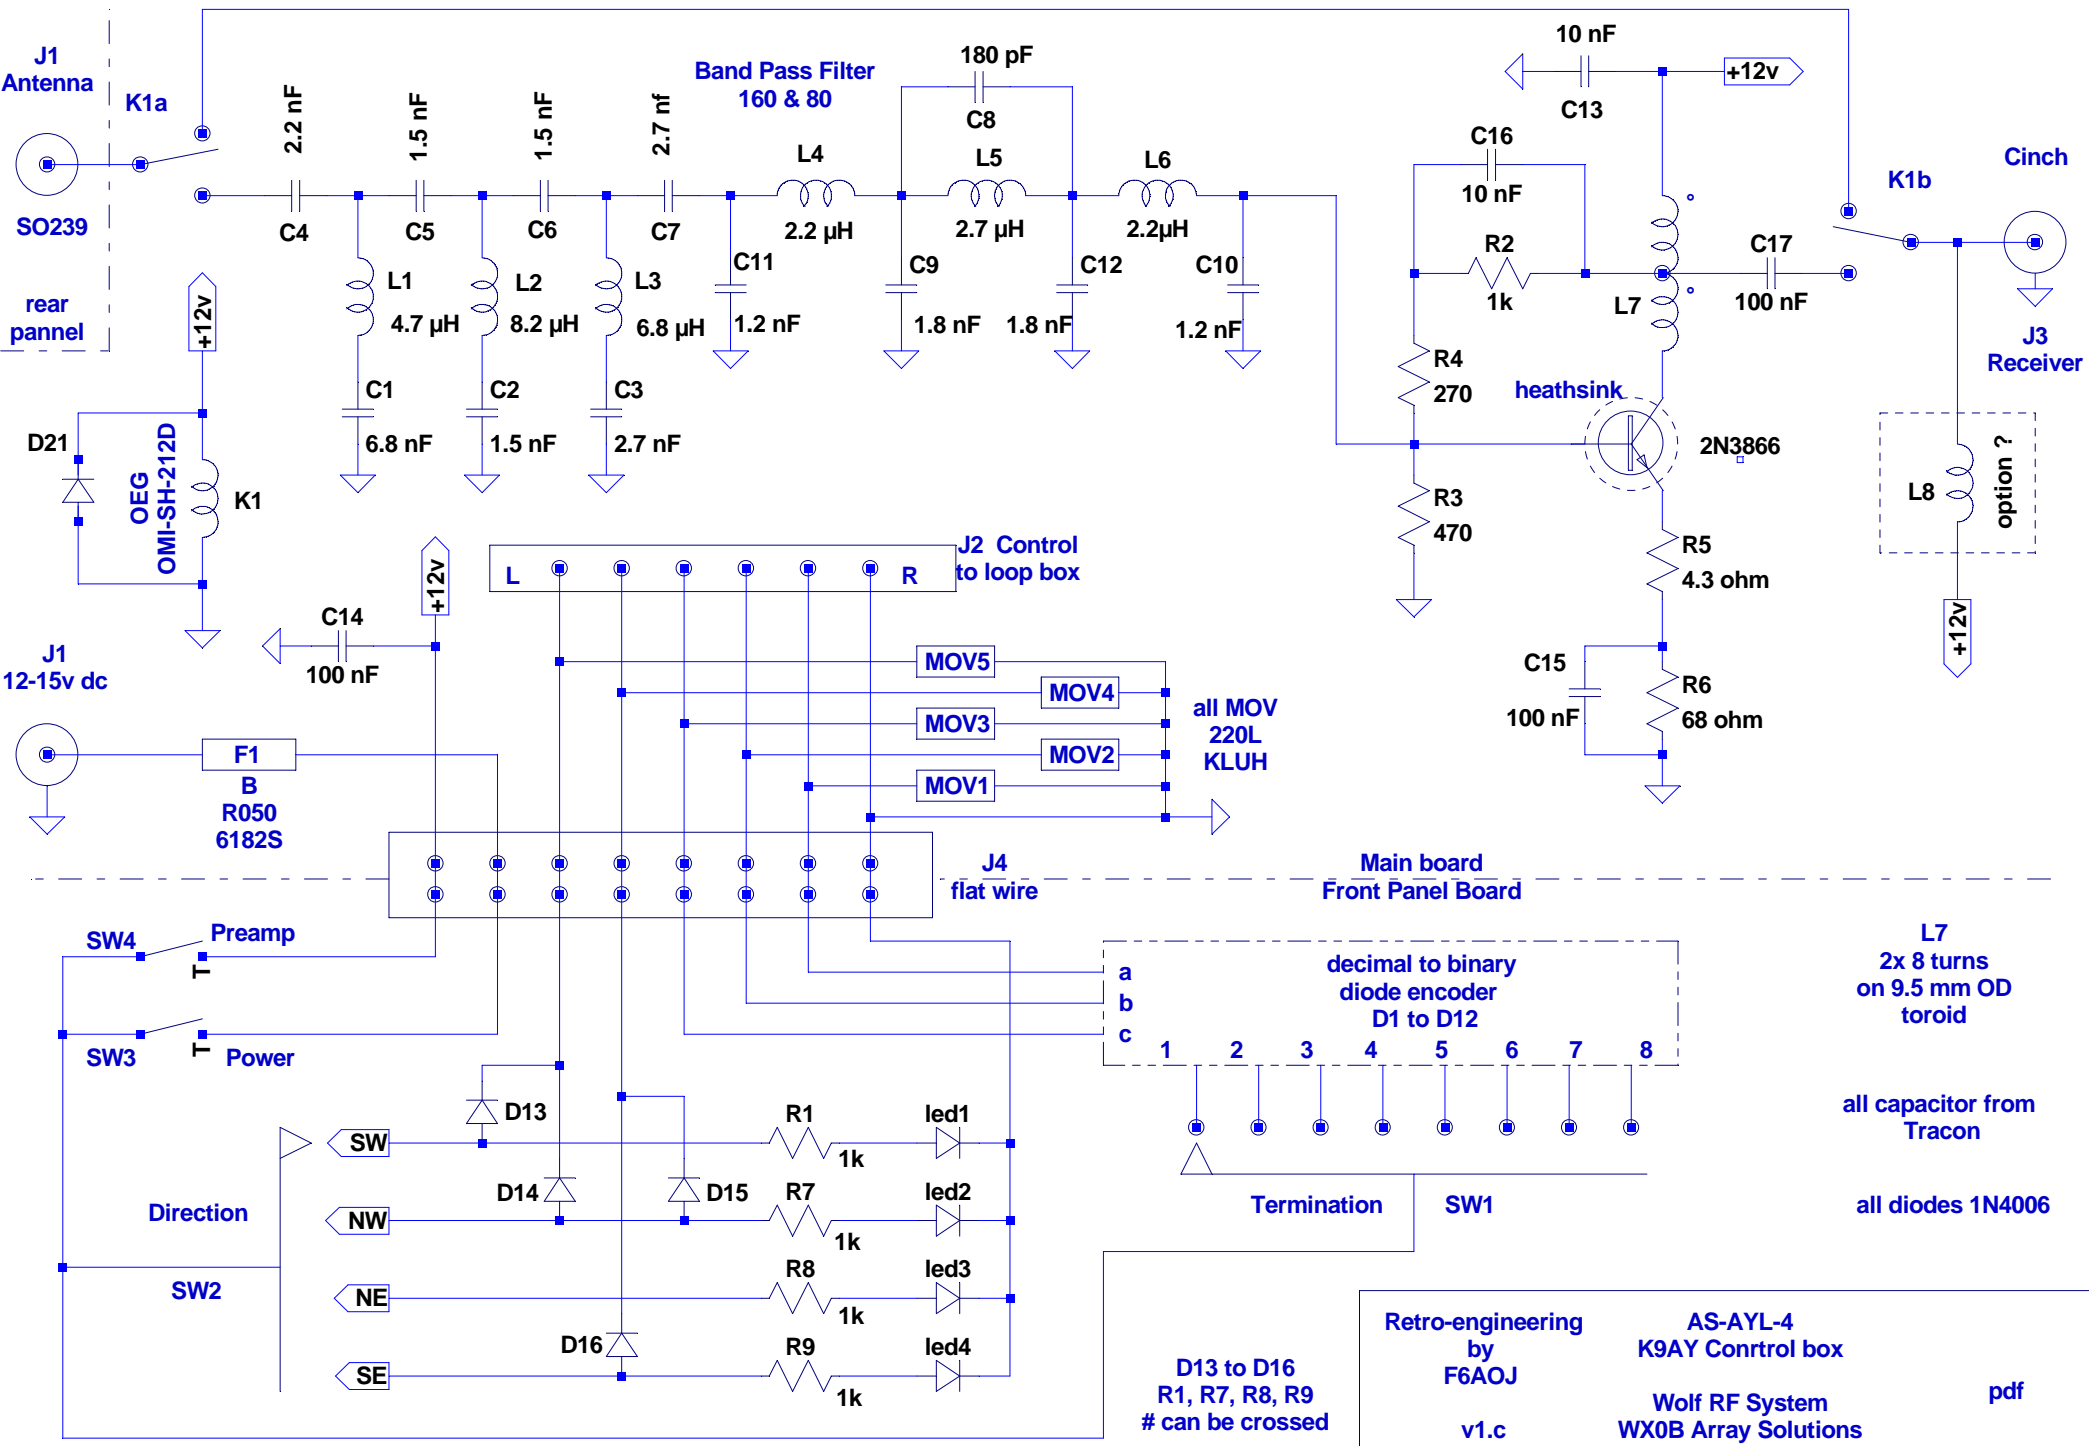 J1
Antenna
K1a
SO239
rear
pannel
2.2 nF
C4
1.5 nF
C5
1.5 nF
C6
2.7 nf
C7
Band Pass Filter
160 & 80
180 pF
C8
L4
2.2 µH
L5
2.7 µH
L6
2.2µH
L1
4.7 µH
L2
8.2 µH
L3
6.8 µH
C11
1.2 nF
C9
1.8 nF
C12
1.8 nF
C10
1.2 nF
C1
6.8 nF
C2
1.5 nF
C3
2.7 nF
10 nF
C13
+12v
C16
10 nF
R2
1k
L7
C17
100 nF
K1b
Cinch
J3
Receiver
R4
270
heathsink
2N3866
R3
470
R5
4.3 ohm
C15
100 nF
R6
68 ohm
L8
option ?
+12v
+12v
D21
OEG
OMI-SH-212D
K1
+12v
C14
100 nF
J1
12-15v dc
F1
B
R050
6182S
J2 Control
to loop box
L
R
MOV5
MOV4
MOV3
MOV2
MOV1
all MOV
220L
KLUH
J4
flat wire
Main board
Front Panel Board
SW4
Preamp
T
SW3
T
Power
a
b
c
decimal to binary
diode encoder
D1 to D12
1 2 3 4 5 6 7 8
Termination
SW1
L7
2x 8 turns
on 9.5 mm OD
toroid
all capacitor from
Tracon
all diodes 1N4006
Direction
SW2
SW
NW
NE
SE
D13
D14
D15
D16
R1
1k
led1
R7
1k
led2
R8
1k
led3
R9
1k
led4
D13 to D16
R1, R7, R8, R9
# can be crossed
Retro-engineering
by
F6AOJ
v1.c
AS-AYL-4
K9AY Conrtrol box
Wolf RF System
WX0B Array Solutions
pdf